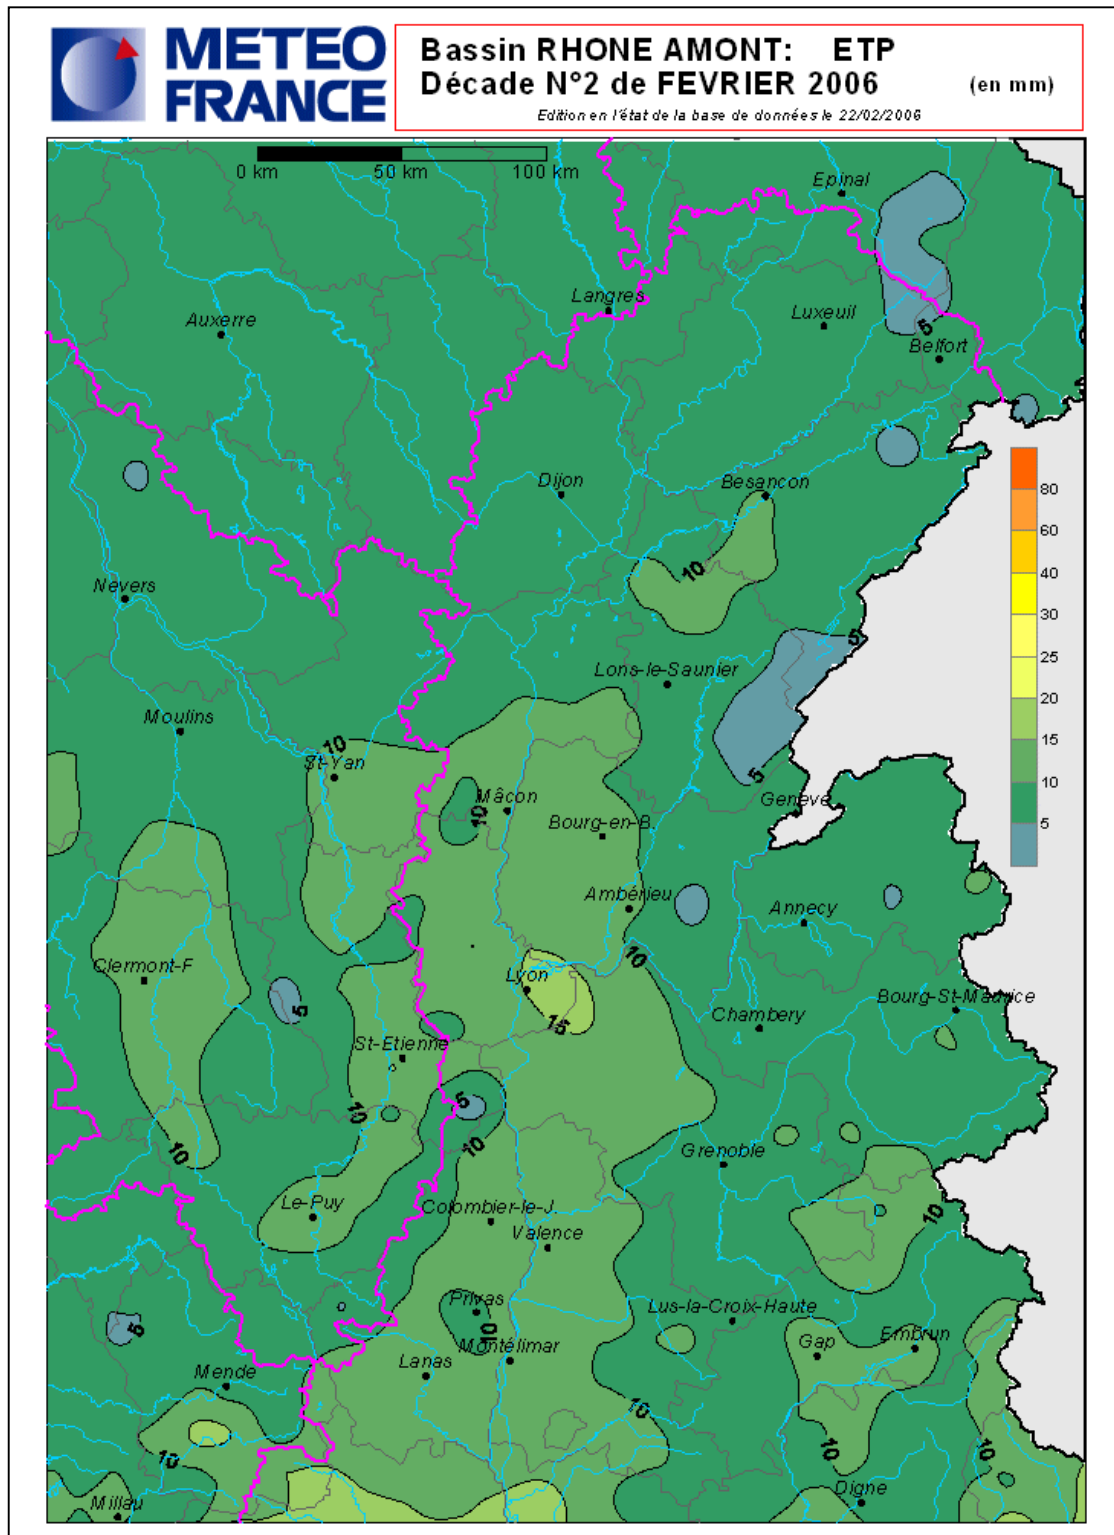 METEO
FRANCE
Bassin RHONE AMONT: ETP
Décade N°2 de FEVRIER 2006 (en mm)
Edition en l'état de la base de données le 22/02/2006
0 km 50 km 100 km
Epinal
Langres
Auxerre
Luxeuil
5
Belfort
Dijon
Besancon
80
60
10
40
Nevers
30
5
25
Lons-le-Saunier
20
Moulins
15
10
St-Yan
5
10
Genève
Mâcon
10
5
Bourg-en-B.
Ambérieu
Annecy
10
Clermont-F
Lyon
Bourg-St-Maurice
5
15
Chambery
St-Etienne
5
10
10
10
Grenoble
Le-Puy
Colombier-le-J.
10
Valence
Privas
Lus-la-Croix-Haute
5
10
Gap
Embrun
Montélimar
Lanas
Mende
10
10
10
10
Digne
Millau